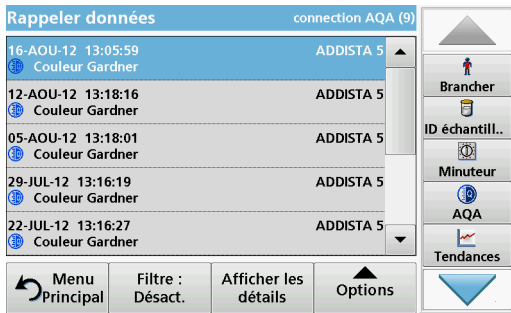 Rappeler données connection AQA (9)
16-AOU-12 13:05:59 ADDISTA 5
Couleur Gardner
12-AOU-12 13:18:16 ADDISTA 5
Couleur Gardner
05-AOU-12 13:18:01 ADDISTA 5
Couleur Gardner
29-JUL-12 13:16:19 ADDISTA 5
Couleur Gardner
22-JUL-12 13:16:27 ADDISTA 5
Couleur Gardner
Menu
Principal
Filtre :
Désact.
Afficher les
détails
Options
Brancher
ID échantill..
Minuteur
AQA
Tendances